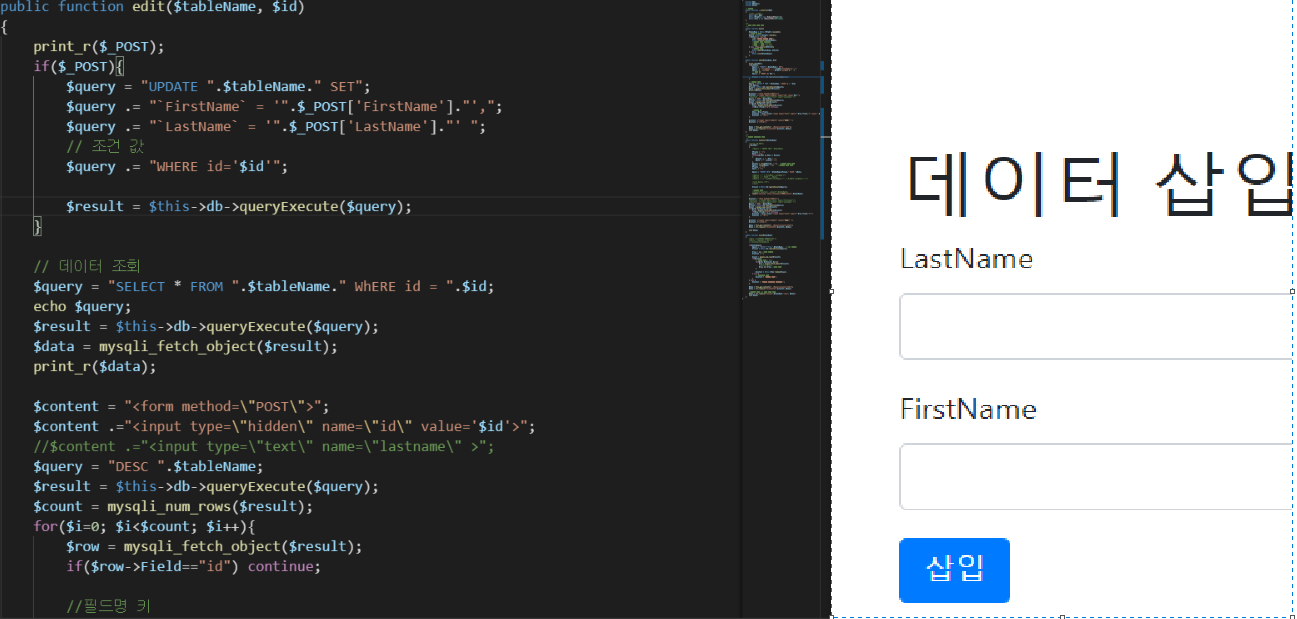 public function edit($tableName, $id)
{
print_r($_POST);
if($_POST){
$query = "UPDATE ".$tableName." SET";
$query .= "`FirstName` = '".$_POST['FirstName']."',";
$query .= "`LastName` = '".$_POST['LastName']."' ";
// 조건 값
$query .= "WHERE id='$id'";
$result = $this->db->queryExecute($query);
}
// 데이터 조회
$query = "SELECT * FROM ".$tableName." WhERE id = ".$id;
echo $query;
$result = $this->db->queryExecute($query);
$data = mysqli_fetch_object($result);
print_r($data);
$content = "<form method=\"POST\">";
$content .="<input type=\"hidden\" name=\"id\" value='$id'>";
//$content .="<input type=\"text\" name=\"lastname\" >";
$query = "DESC ".$tableName;
$result = $this->db->queryExecute($query);
$count = mysqli_num_rows($result);
for($i=0; $i<$count; $i++){
$row = mysqli_fetch_object($result);
if($row->Field=="id") continue;
//필드명 키
데이터 삽입
LastName
FirstName
삽입